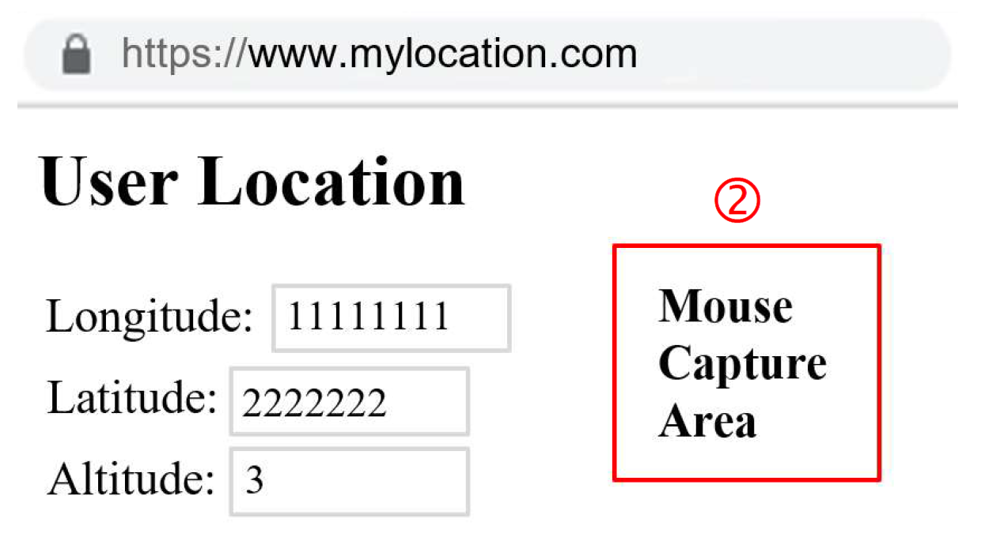 https://www.mylocation.com
User Location
②
Longitude: 11111111
Latitude: 2222222
Altitude: 3
Mouse
Capture
Area